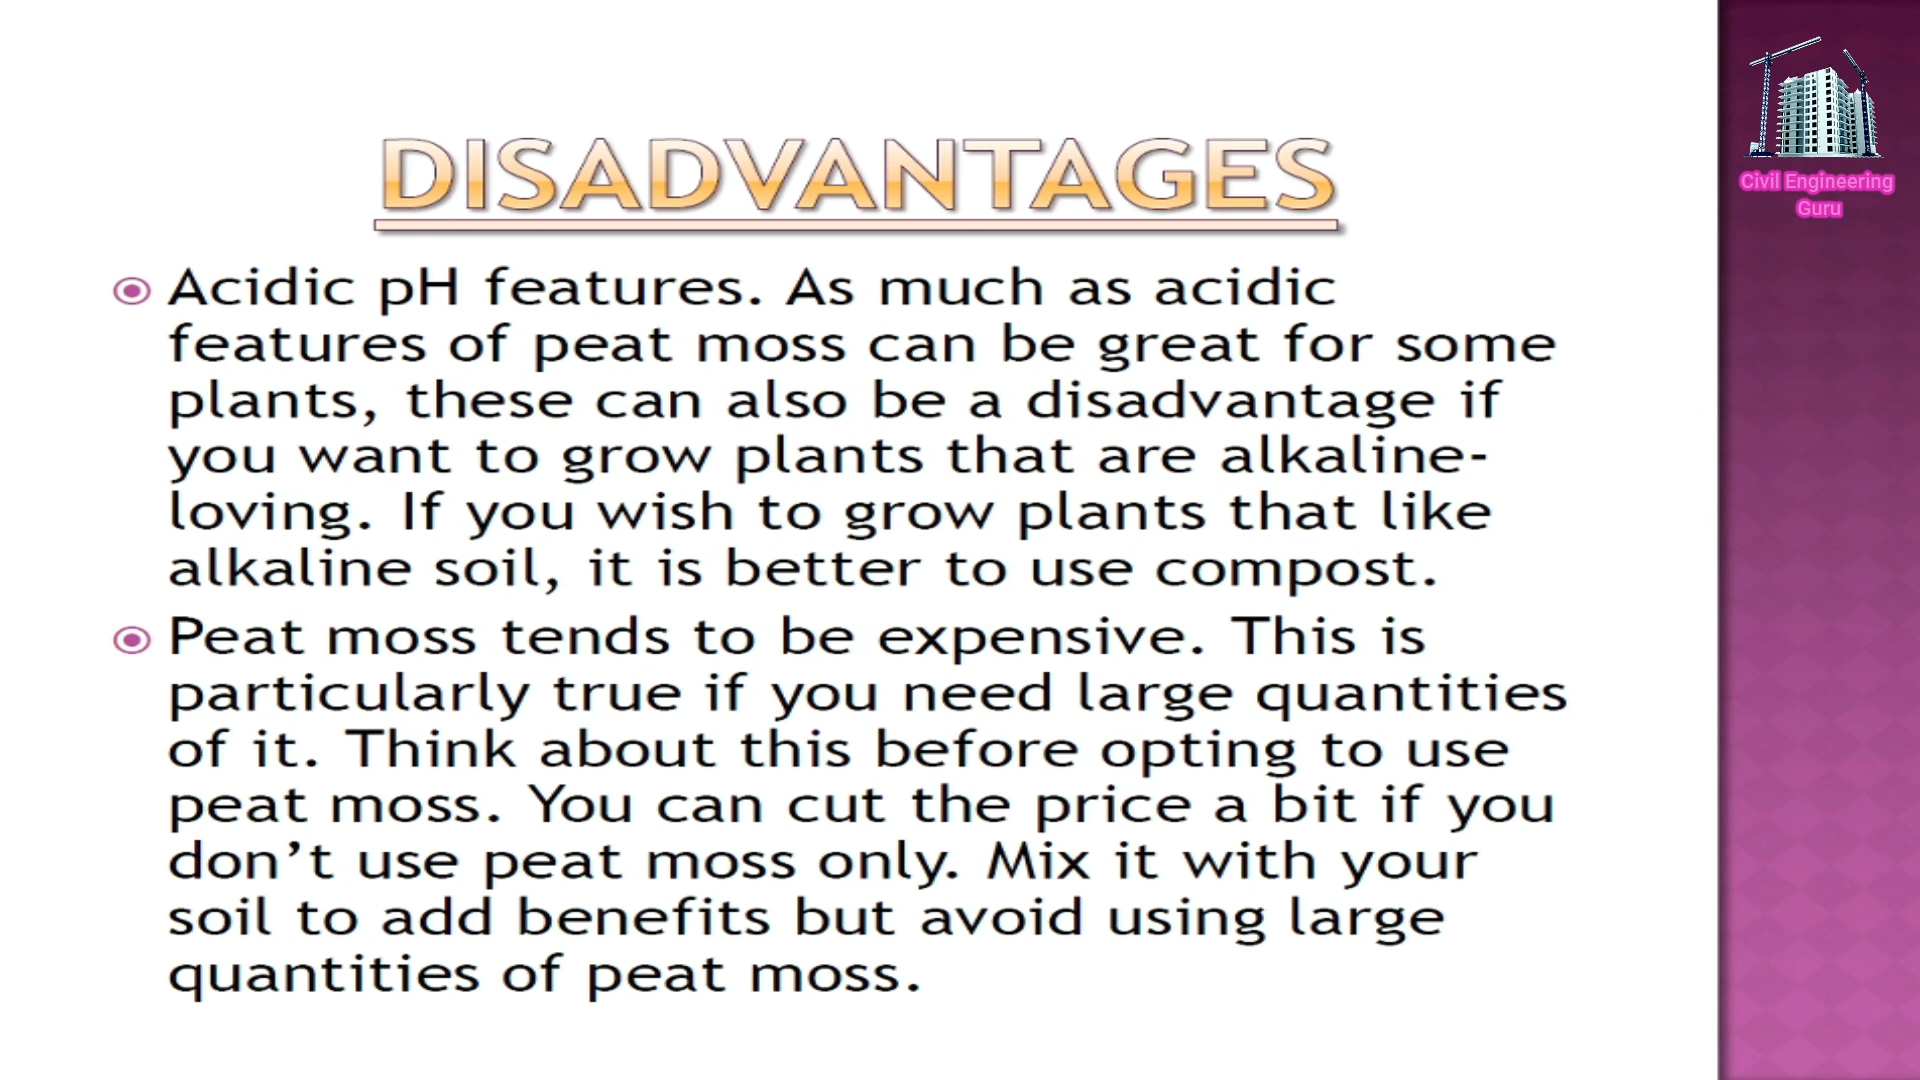 DISADVANTAGES
Acidic pH features. As much as acidic
features of peat moss can be great for some
plants, these can also be a disadvantage if
you want to grow plants that are alkaline-
loving. If you wish to grow plants that like
alkaline soil, it is better to use compost.
Peat moss tends to be expensive. This is
particularly true if you need large quantities
of it. Think about this before opting to use
peat moss. You can cut the price a bit if you
don’t use peat moss only. Mix it with your
soil to add benefits but avoid using large
quantities of peat moss.
Civil Engineering
Guru